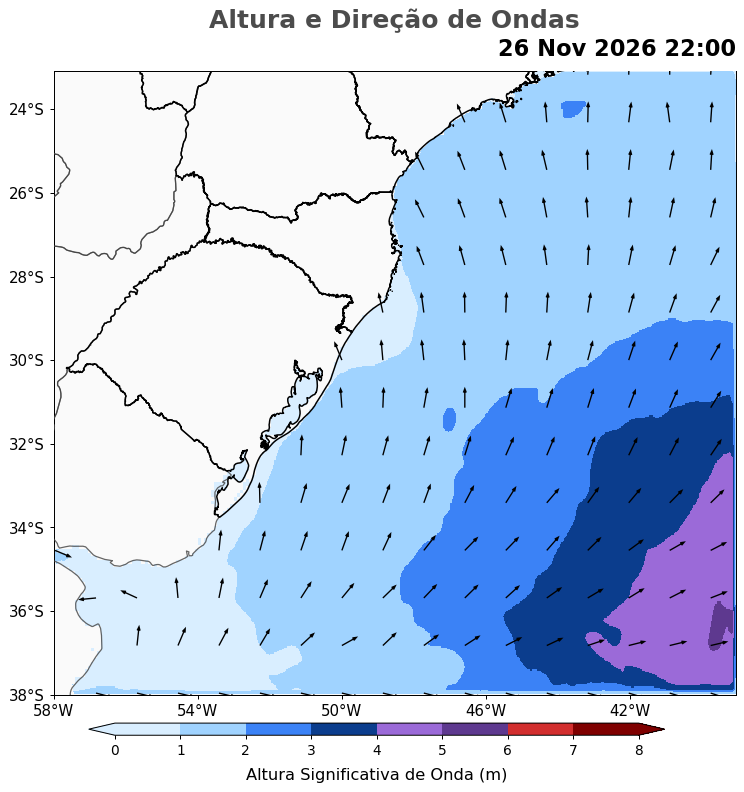 Altura e Direção de Ondas
26 Nov 2026 22:00
24°S
26°S
28°S
30°S
32°S
34°S
36°S
38°S
58°W 54°W 50°W 46°W 42°W
0 1 2 3 4 5 6 7 8
Altura Significativa de Onda (m)